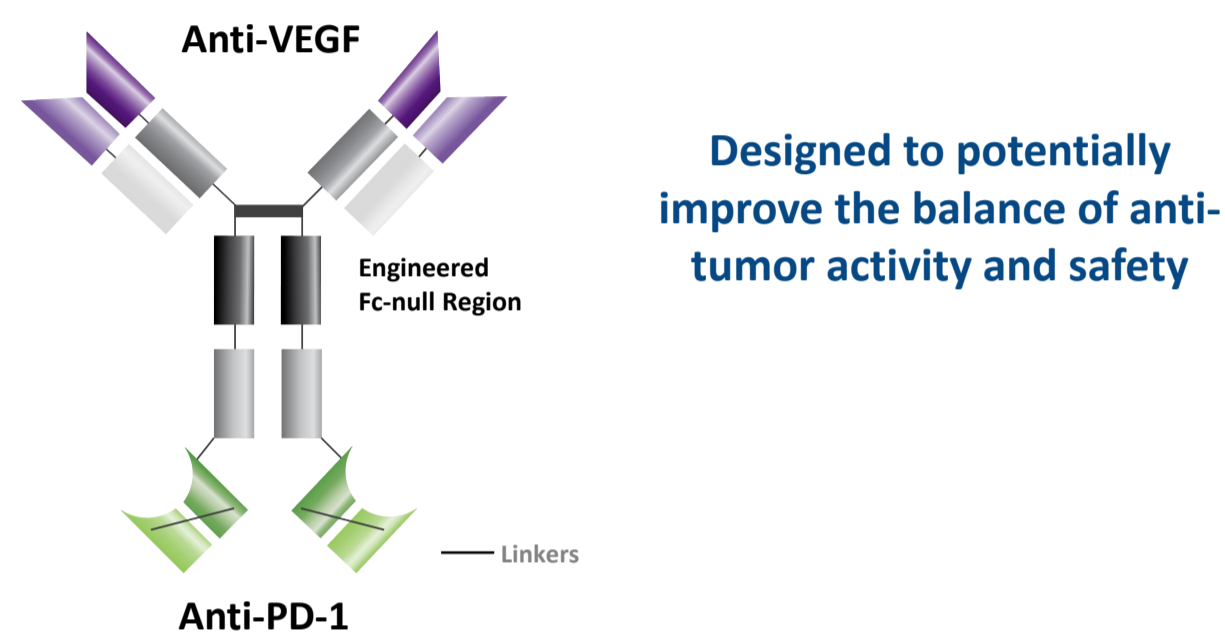 Anti-VEGF
Designed to potentially
improve the balance of anti-
tumor activity and safety
Engineered
Fc-null Region
Linkers
Anti-PD-1